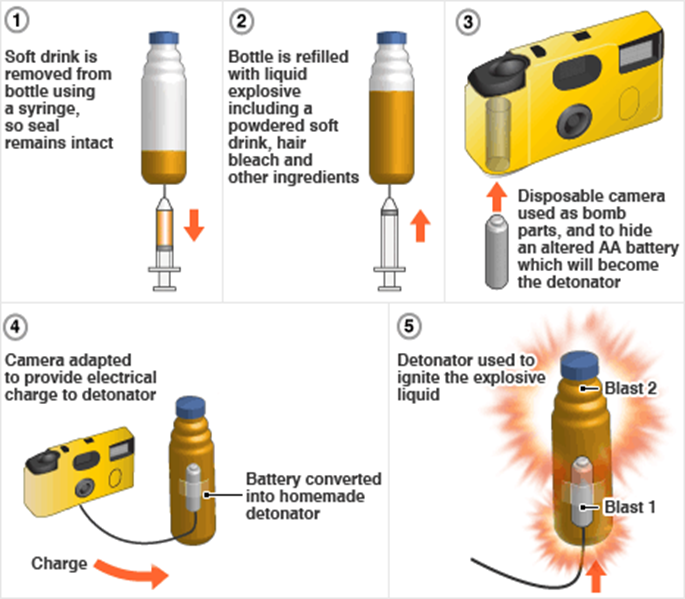 1
Soft drink is
removed from
bottle using
a syringe,
so seal
remains intact
2
Bottle is refilled
with liquid
explosive
including a
powdered soft
drink, hair
bleach and
other ingredients
3
Disposable camera
used as bomb
parts, and to hide
an altered AA battery
which will become
the detonator
4
Camera adapted
to provide electrical
charge to detonator
Battery converted
into homemade
detonator
Charge
5
Detonator used to
ignite the explosive
liquid
Blast 2
Blast 1